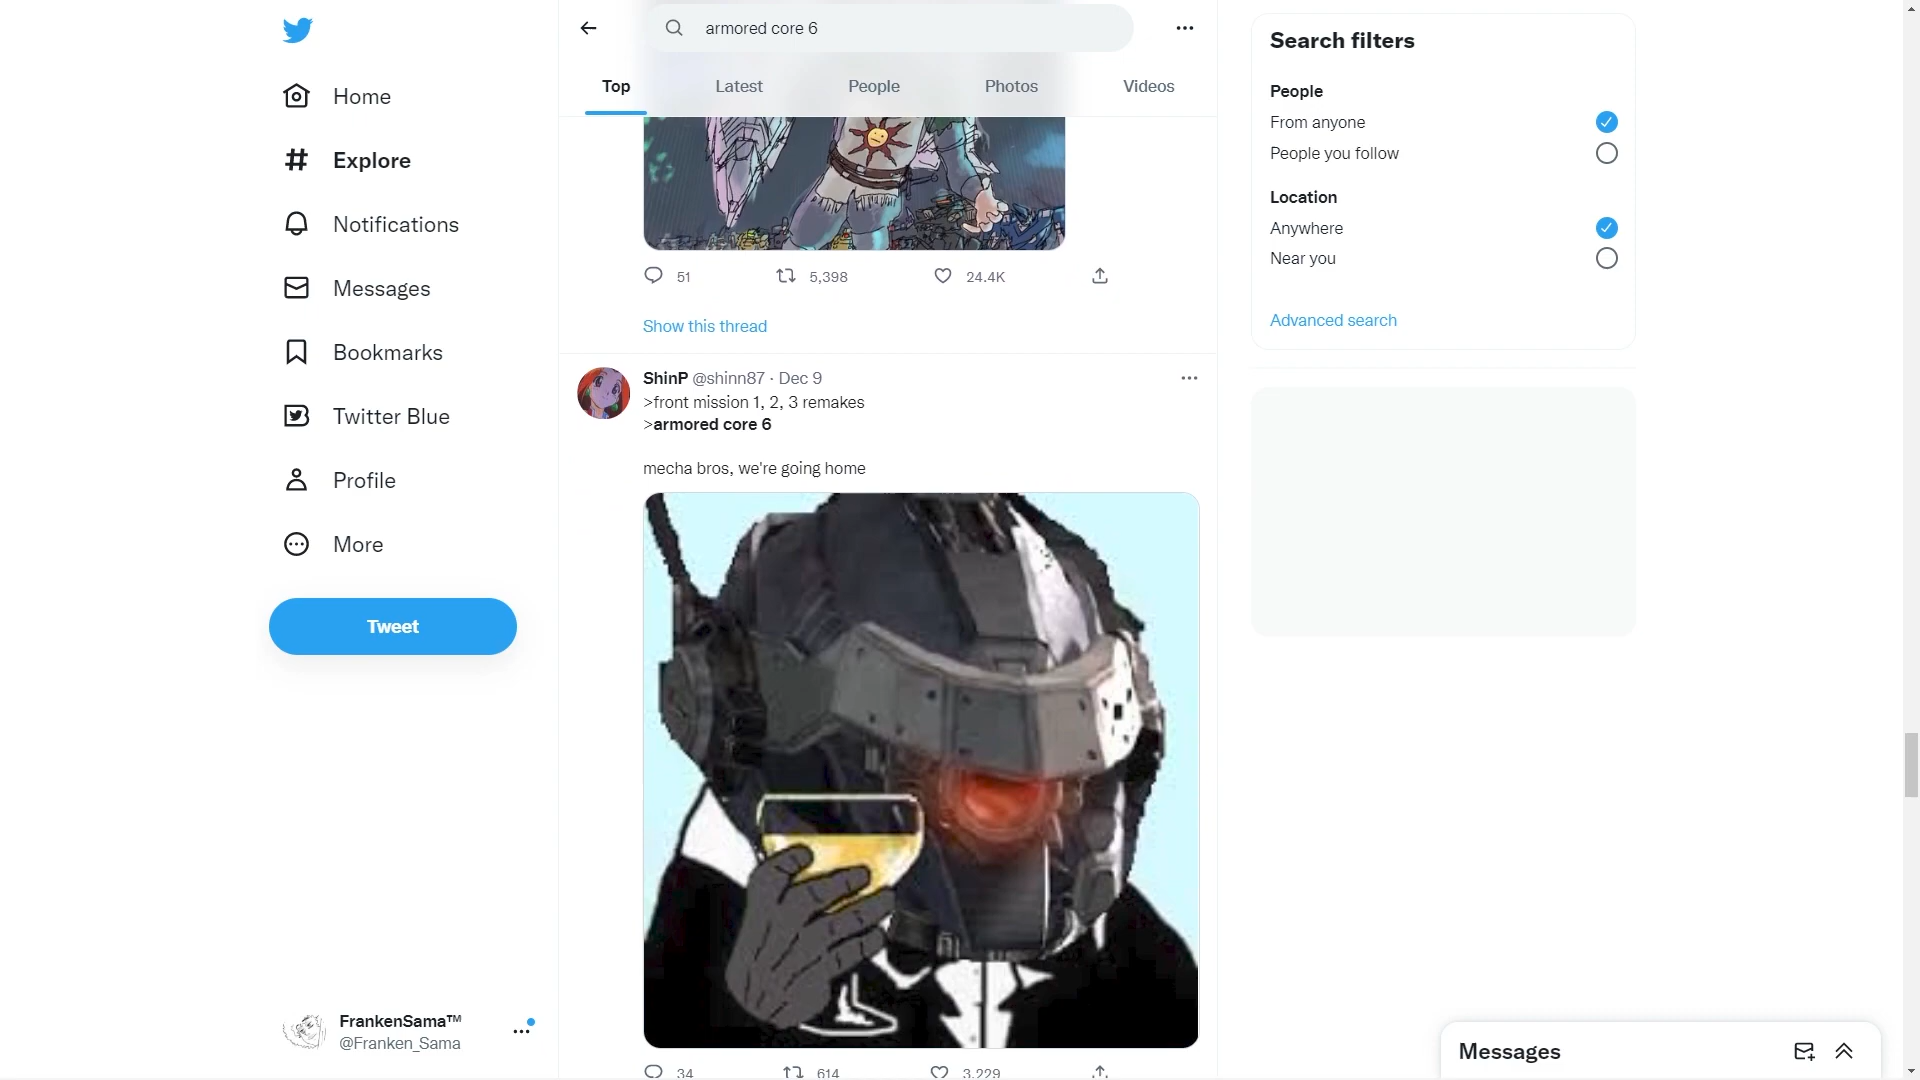 armored core 6
Top
Latest
People
Photos
Videos
Home
Explore
Notifications
Messages
Bookmarks
Twitter Blue
Profile
More
Tweet
FrankenSama™
@Franken_Sama
51
5,398
24.4K
Show this thread
ShinP @shinn87 · Dec 9
>front mission 1, 2, 3 remakes
>armored core 6
mecha bros, we're going home
34
614
3,229
Search filters
People
From anyone
People you follow
Location
Anywhere
Near you
Advanced search
Messages